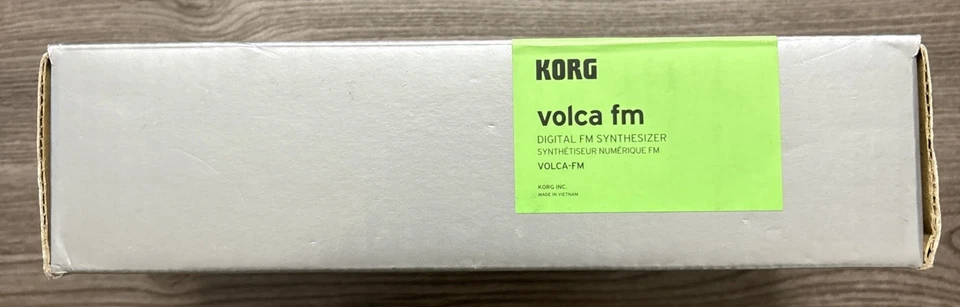 KORG
volca fm
DIGITAL FM SYNTHESIZER
SYNTHÉTISEUR NUMÉRIQUE FM
VOLCA-FM
KORG INC.
MADE IN VIETNAM